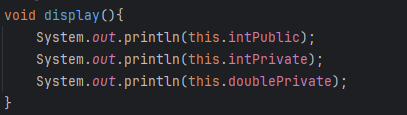 void display(){
    System.out.println(this.intPublic);
    System.out.println(this.intPrivate);
    System.out.println(this.doublePrivate);
}